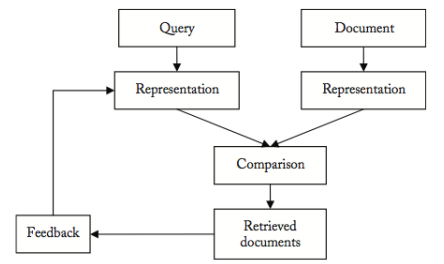 Query
Document
Representation
Representation
Comparison
Feedback
Retrieved
documents